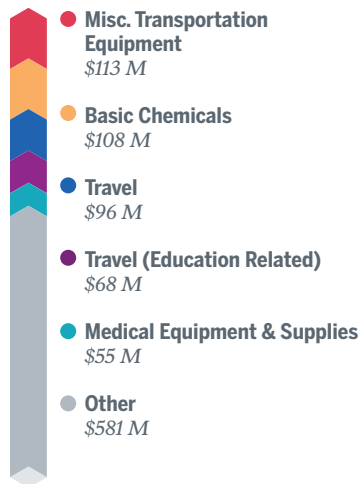 Misc. Transportation
Equipment
$113 M
Basic Chemicals
$108 M
Travel
$96 M
Travel (Education Related)
$68 M
Medical Equipment & Supplies
$55 M
Other
$581 M